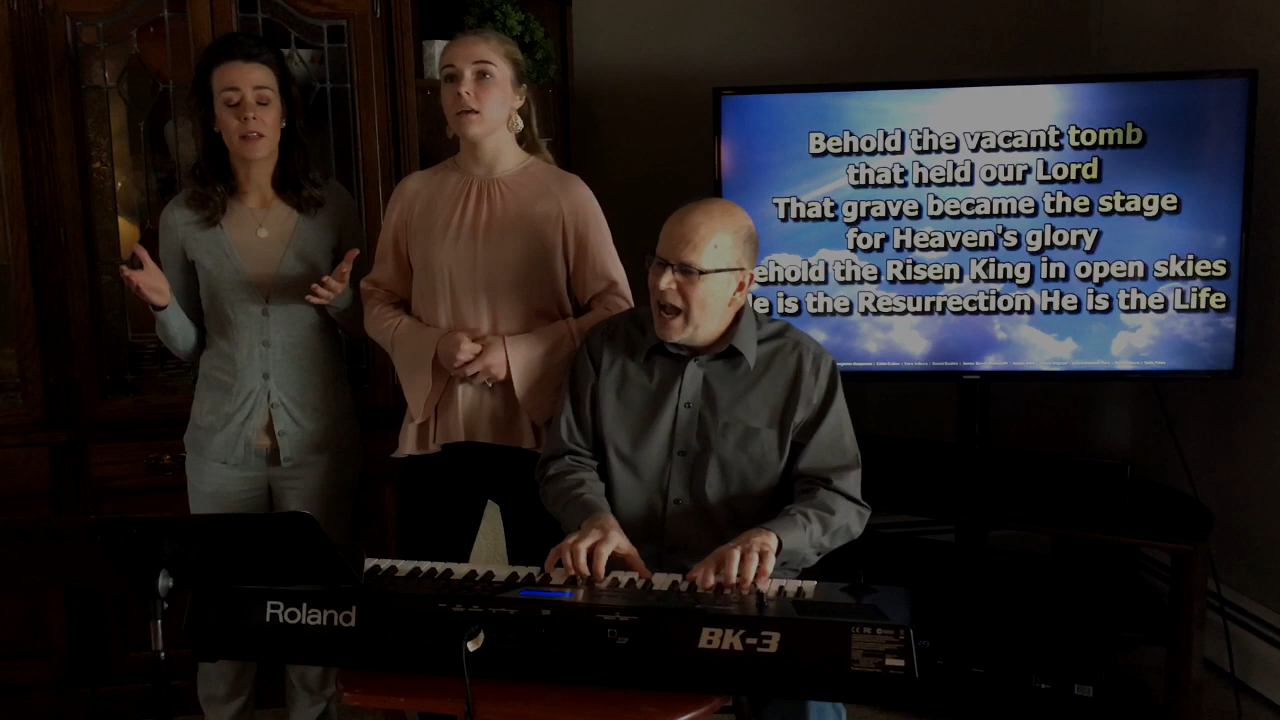 Behold the vacant tomb
that held our Lord
That grave became the stage
for Heaven's glory
ehold the Risen King in open skies
e is the Resurrection He is the Life
Roland
BK-3